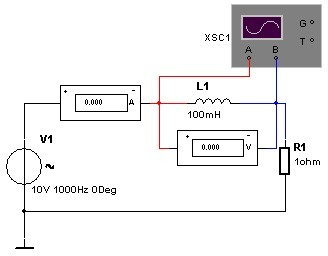 XSC1
G
T
A B
L1
+ -
0.000 A
100mH
V1
+ -
0.000 V
R1
1ohm
10V 1000Hz 0Deg